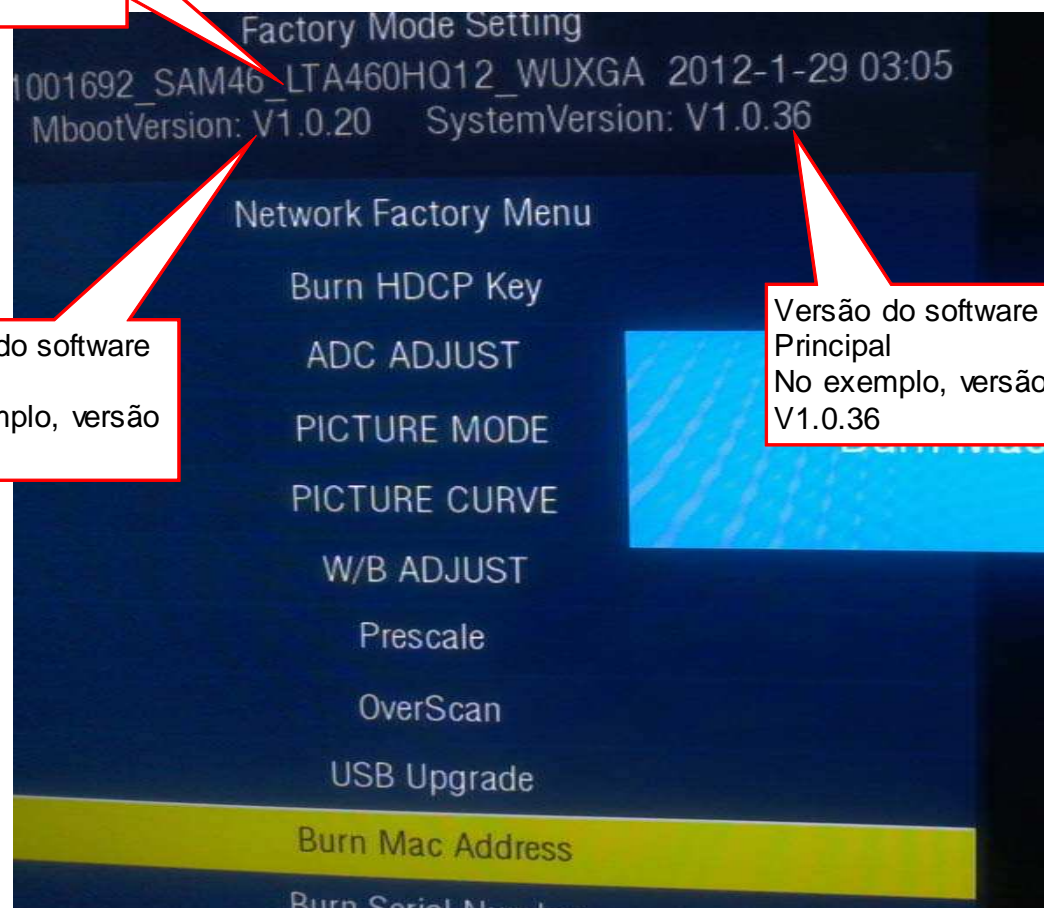 Factory Mode Setting
1001692_SAM46_LTA460HQ12_WUXGA 2012-1-29 03:05
MbootVersion: V1.0.20 SystemVersion: V1.0.36
Network Factory Menu
Burn HDCP Key
ADC ADJUST
PICTURE MODE
PICTURE CURVE
W/B ADJUST
Prescale
OverScan
USB Upgrade
Burn Mac Address
Burn Serial
do software
versão
Versão do software
Principal
No exemplo, versão
V1.0.36